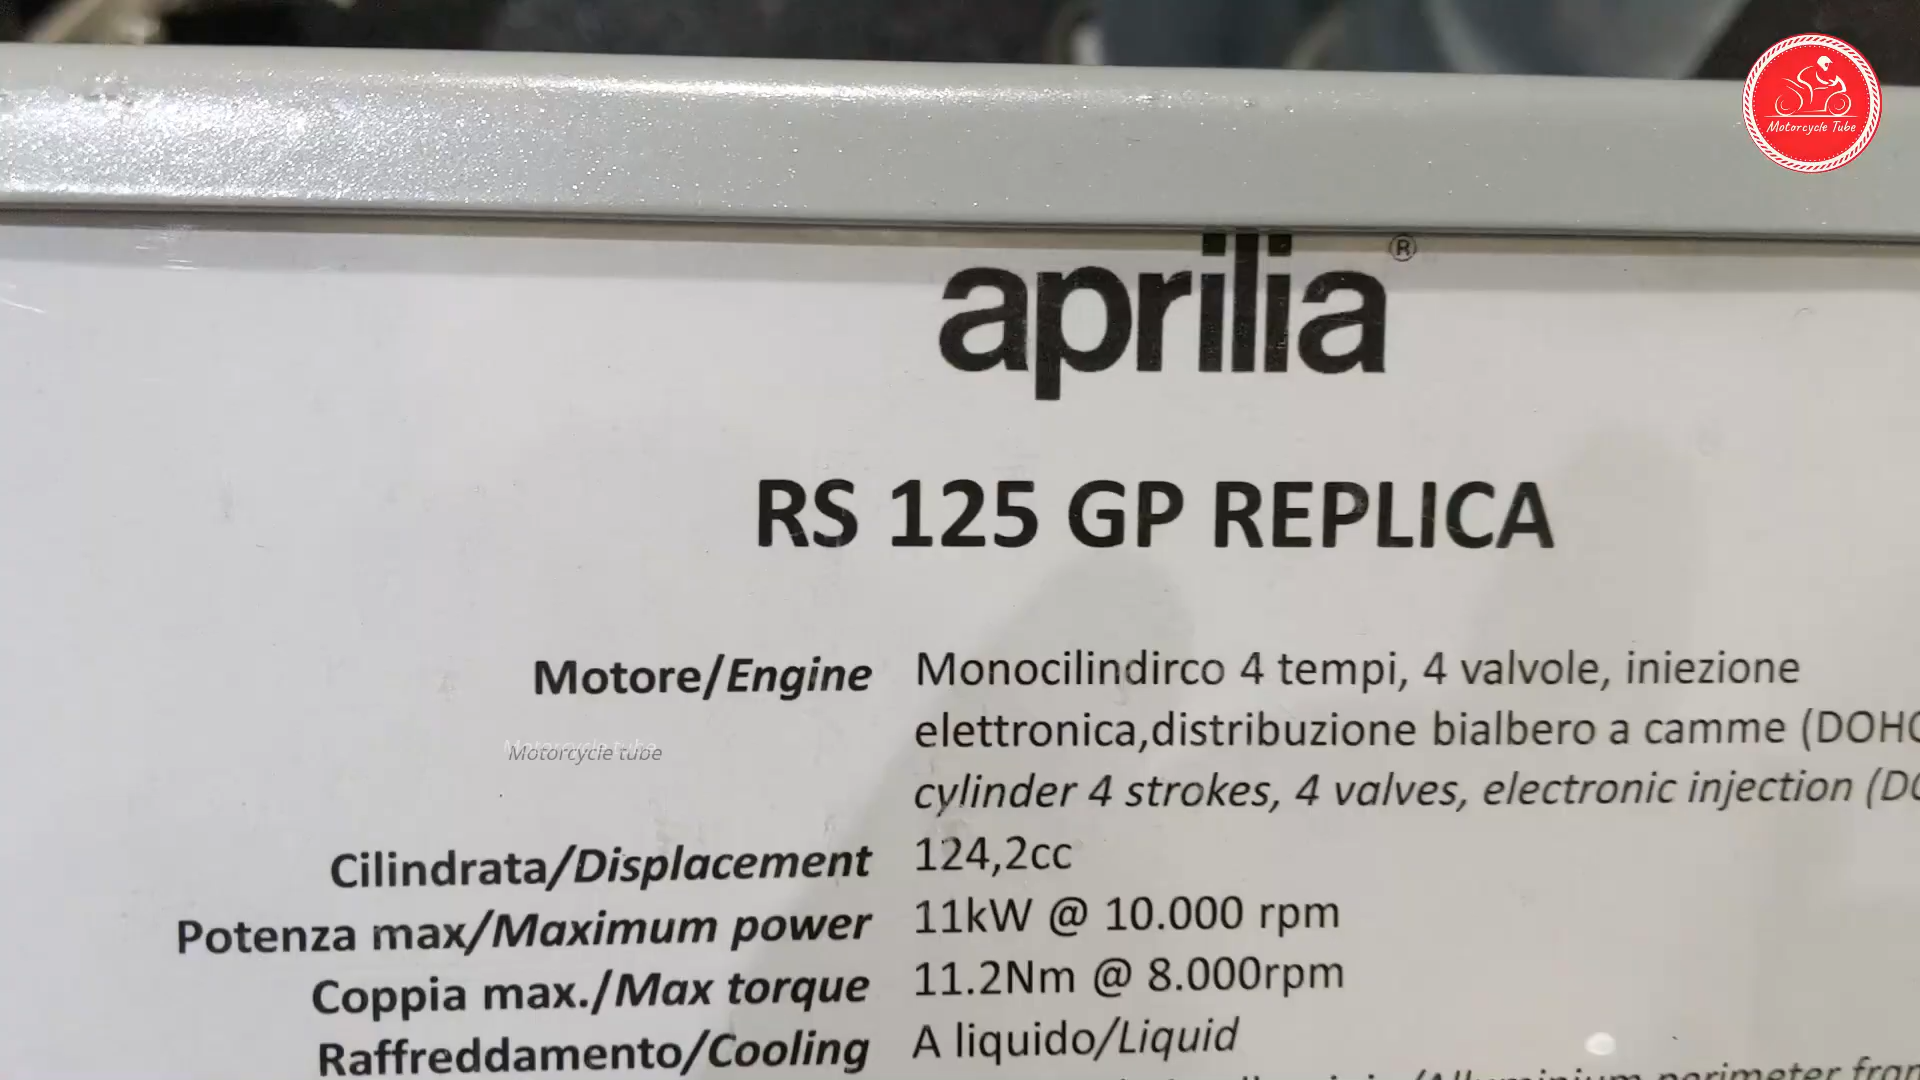 Motorcycle Tube
aprilia®
RS 125 GP REPLICA
Motore/Engine Monocilindirco 4 tempi, 4 valvole, iniezione
elettronica,distribuzione bialbero a camme (DOHC
cylinder 4 strokes, 4 valves, electronic injection (DO
Motorcycle tube
Cilindrata/Displacement 124,2cc
Potenza max/Maximum power 11kW @ 10.000 rpm
Coppia max./Max torque 11.2Nm @ 8.000rpm
Raffreddamento/Cooling A liquido/Liquid